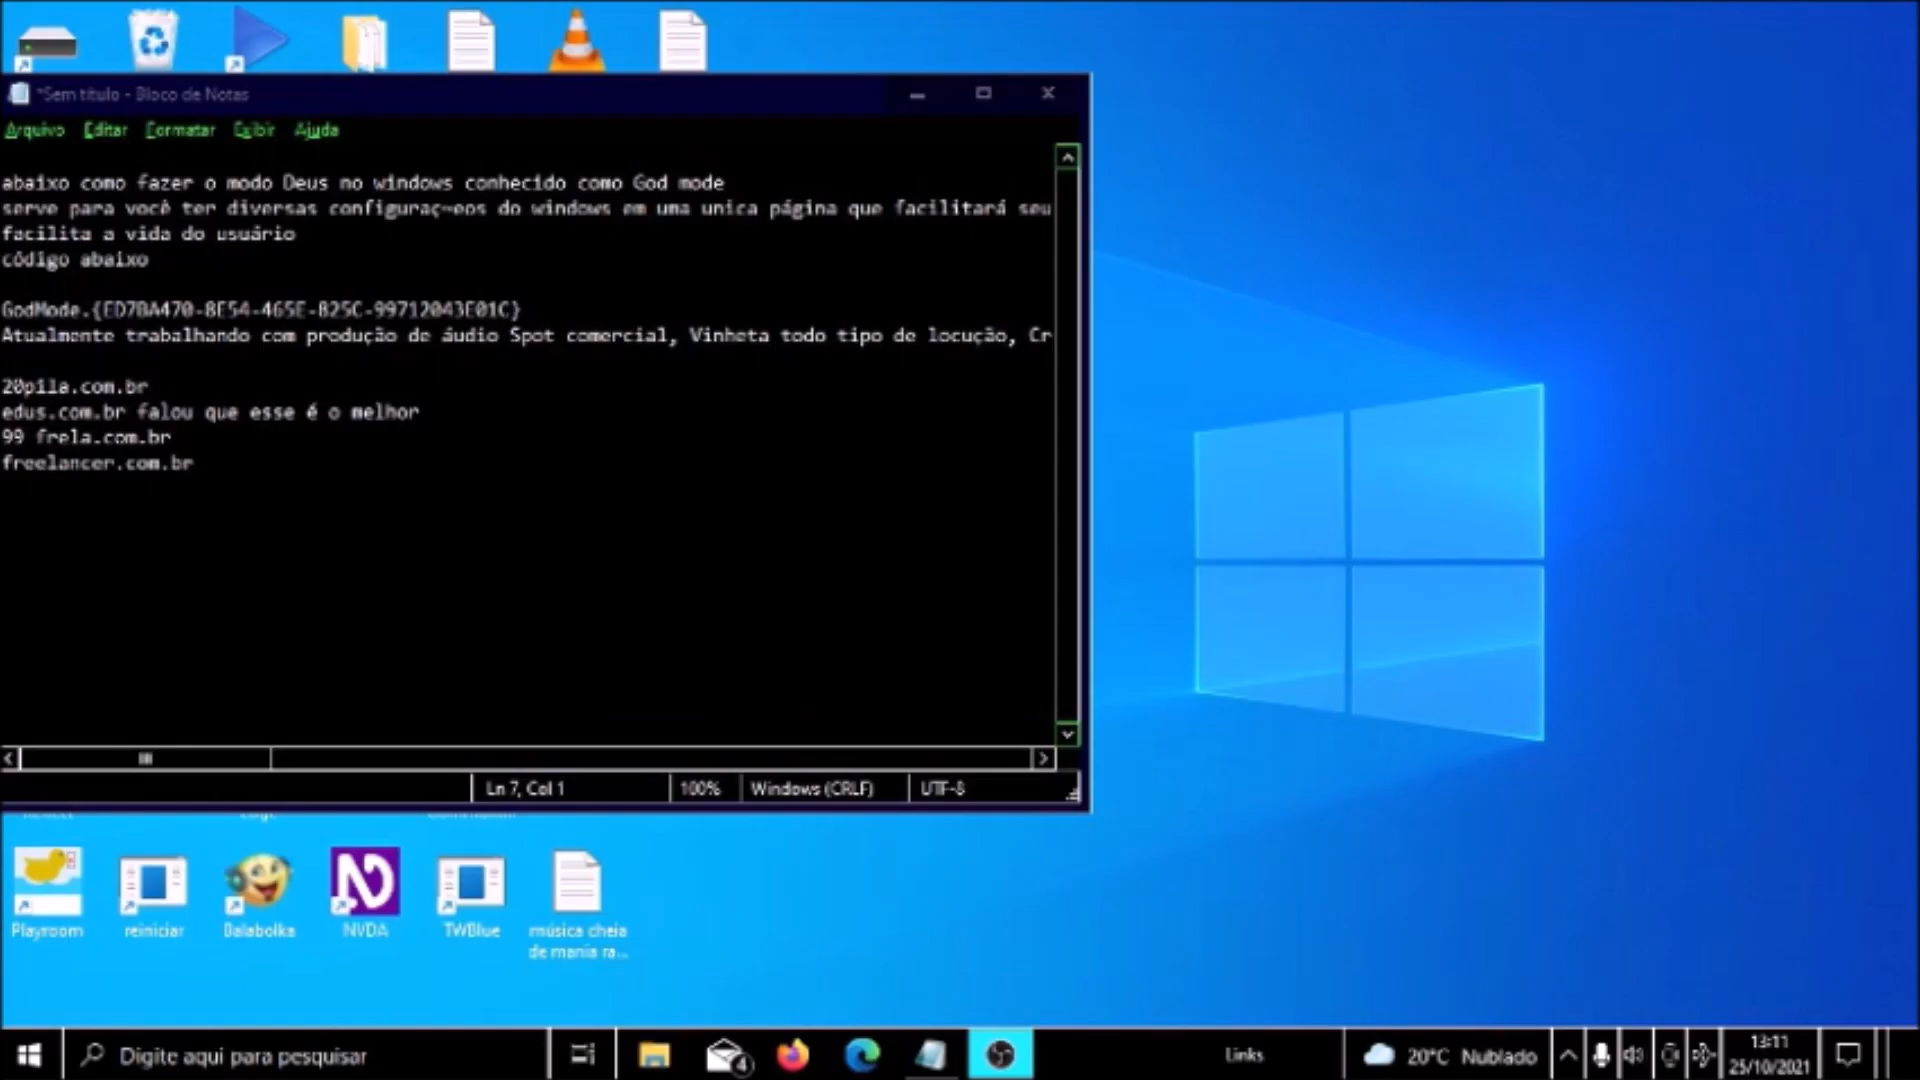 *Sem título - Bloco de Notas
Arquivo Editar Formatar Exibir Ajuda
abaixo como fazer o modo Deus no windows conhecido como God mode
serve para você ter diversas configuraç~eos do windows em uma unica página que facilitará seu
facilita a vida do usuário
código abaixo
GodMode.{ED7BA470-8E54-465E-825C-99712043E01C}
Atualmente trabalhando com produção de áudio Spot comercial, Vinheta todo tipo de locução, Cr
20pila.com.br
edus.com.br falou que esse é o melhor
99 frela.com.br
freelancer.com.br
Ln 7, Col 1 100% Windows (CRLF) UTF-8
Playroom reiniciar Balabolka NVDA TWBlue música cheia
de mania ra...
Digite aqui para pesquisar 4 Links 20°C Nublado 13:11
25/10/2021